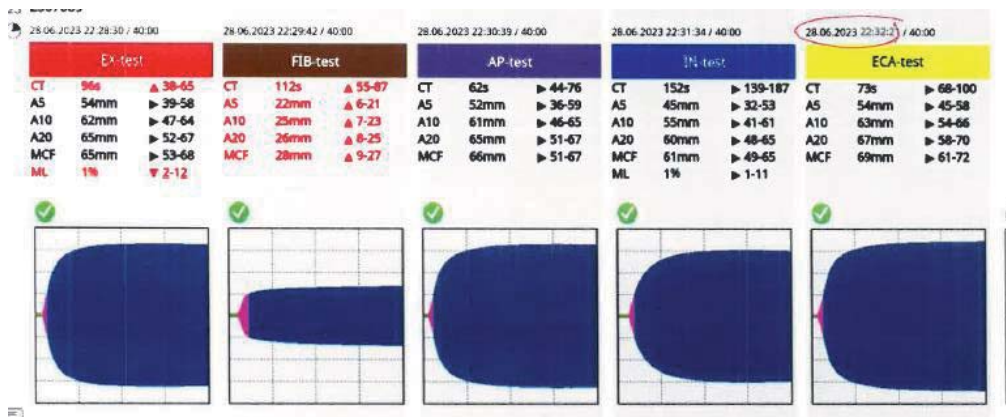 28.06.2023 22:28:30 / 40:00
EX-test
CT 96s ▲ 38-65
A5 54mm ▶ 39-58
A10 62mm ▶ 47-64
A20 65mm ▶ 52-67
MCF 65mm ▶ 53-68
ML 1% ▼ 2-12
28.06.2023 22:29:42 / 40:00
FIB-test
CT 112s ▲ 55-87
A5 22mm ▲ 6-21
A10 25mm ▲ 7-23
A20 26mm ▲ 8-25
MCF 28mm ▲ 9-27
28.06.2023 22:30:39 / 40:00
AP-test
CT 62s ▶ 44-76
A5 52mm ▶ 36-59
A10 61mm ▶ 46-65
A20 65mm ▶ 51-67
MCF 66mm ▶ 51-67
28.06.2023 22:31:34 / 40:00
IN-test
CT 152s ▶ 139-187
A5 45mm ▶ 32-53
A10 55mm ▶ 41-61
A20 60mm ▶ 48-65
MCF 61mm ▶ 49-65
ML 1% ▶ 1-11
28.06.2023 / 40:00
ECA-test
CT 73s ▶ 68-100
A5 54mm ▶ 45-58
A10 63mm ▶ 54-66
A20 67mm ▶ 58-70
MCF 69mm ▶ 61-72